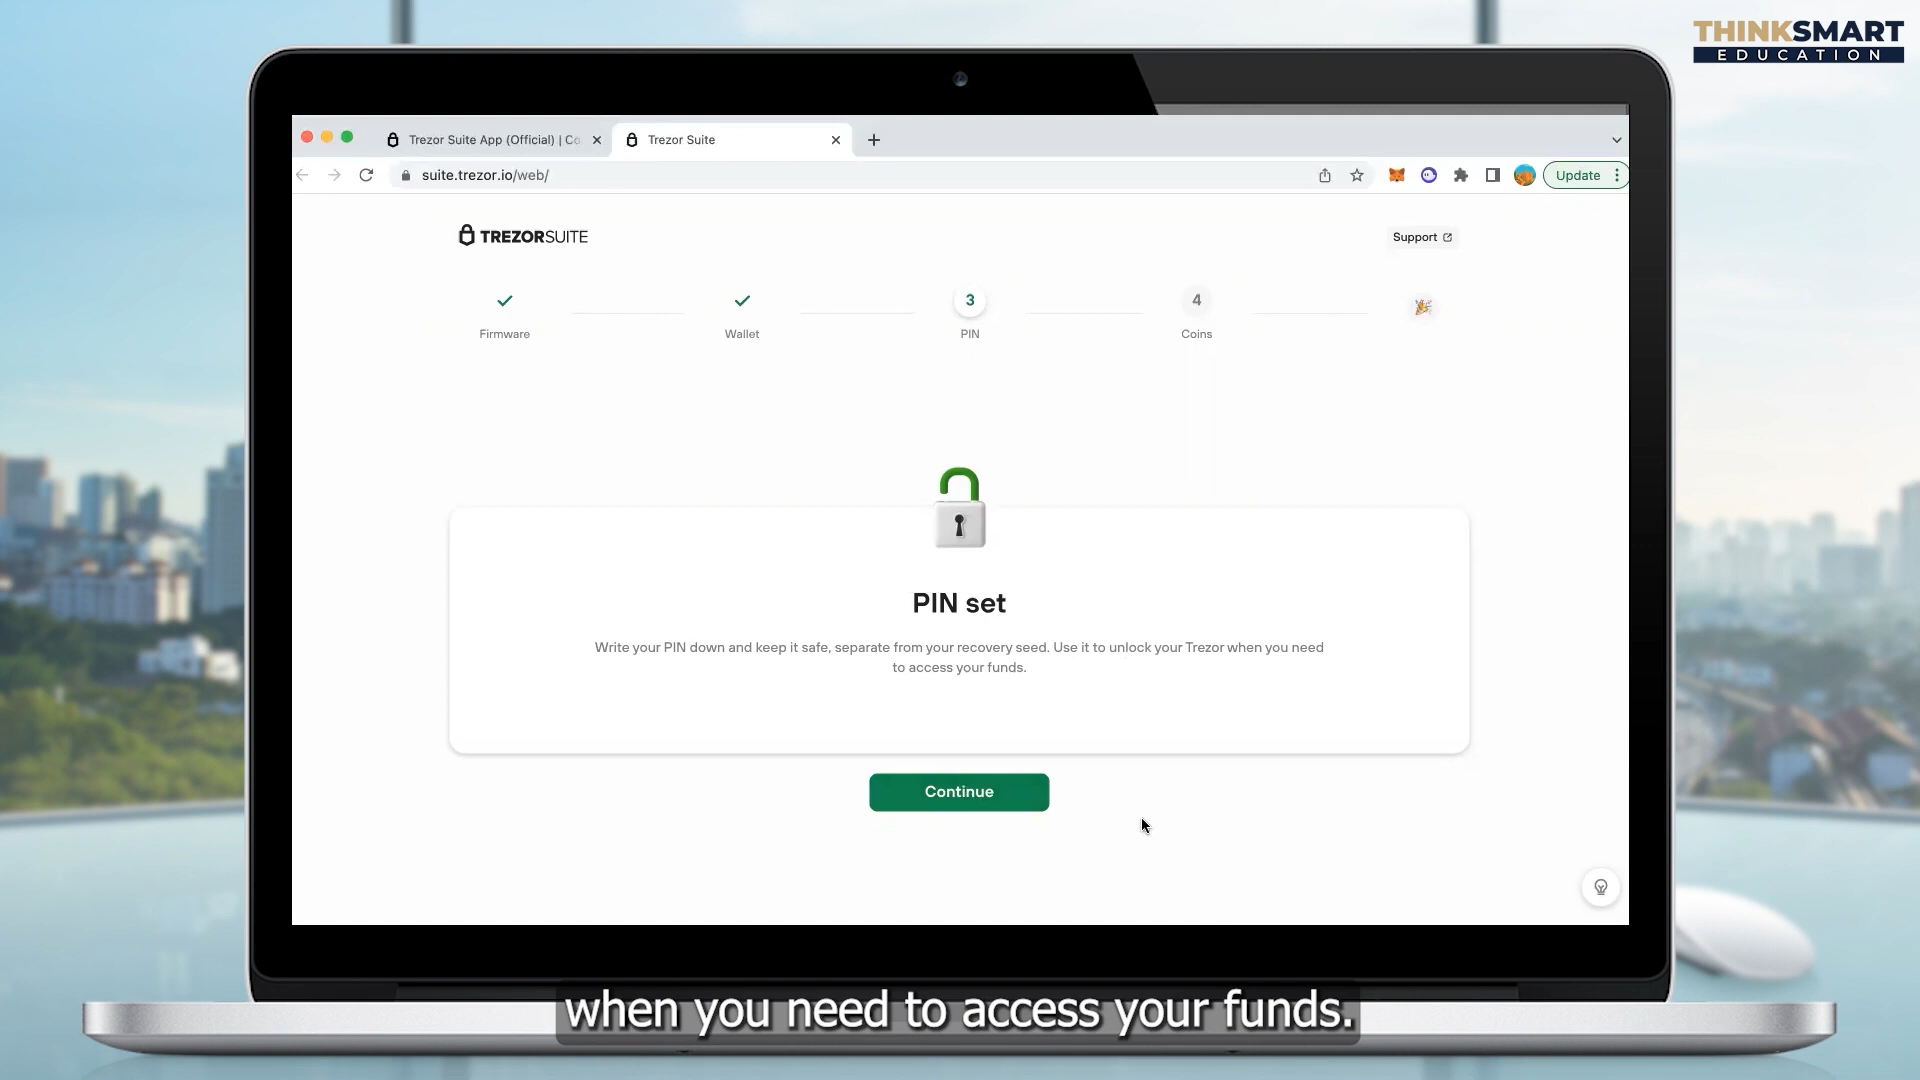 THINKSMART
EDUCATION
Trezor Suite App (Official) | Co
Trezor Suite
suite.trezor.io/web/
Update
TREZORSUITE
Support
3
4
Firmware
Wallet
PIN
Coins
PIN set
Write your PIN down and keep it safe, separate from your recovery seed. Use it to unlock your Trezor when you need
to access your funds.
Continue
when you need to access your funds.